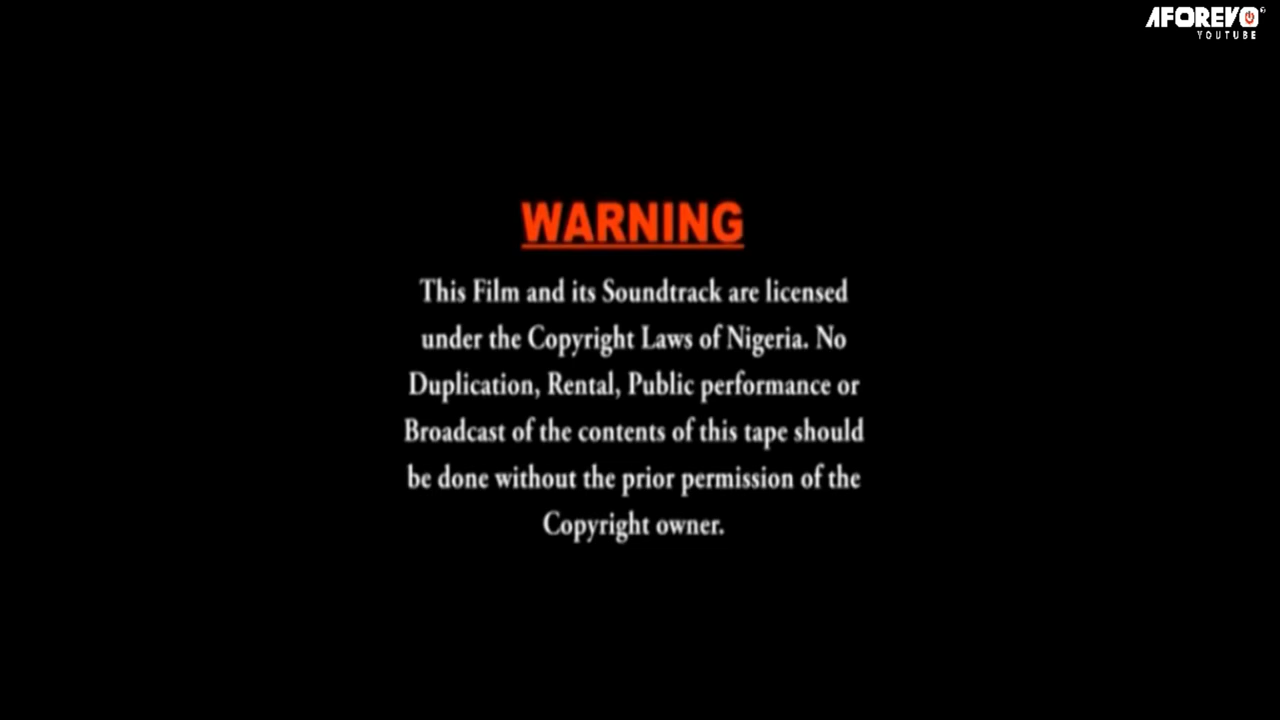 AFOREVO
YOUTUBE
WARNING
This Film and its Soundtrack are licensed
under the Copyright Laws of Nigeria. No
Duplication, Rental, Public performance or
Broadcast of the contents of this tape should
be done without the prior permission of the
Copyright owner.